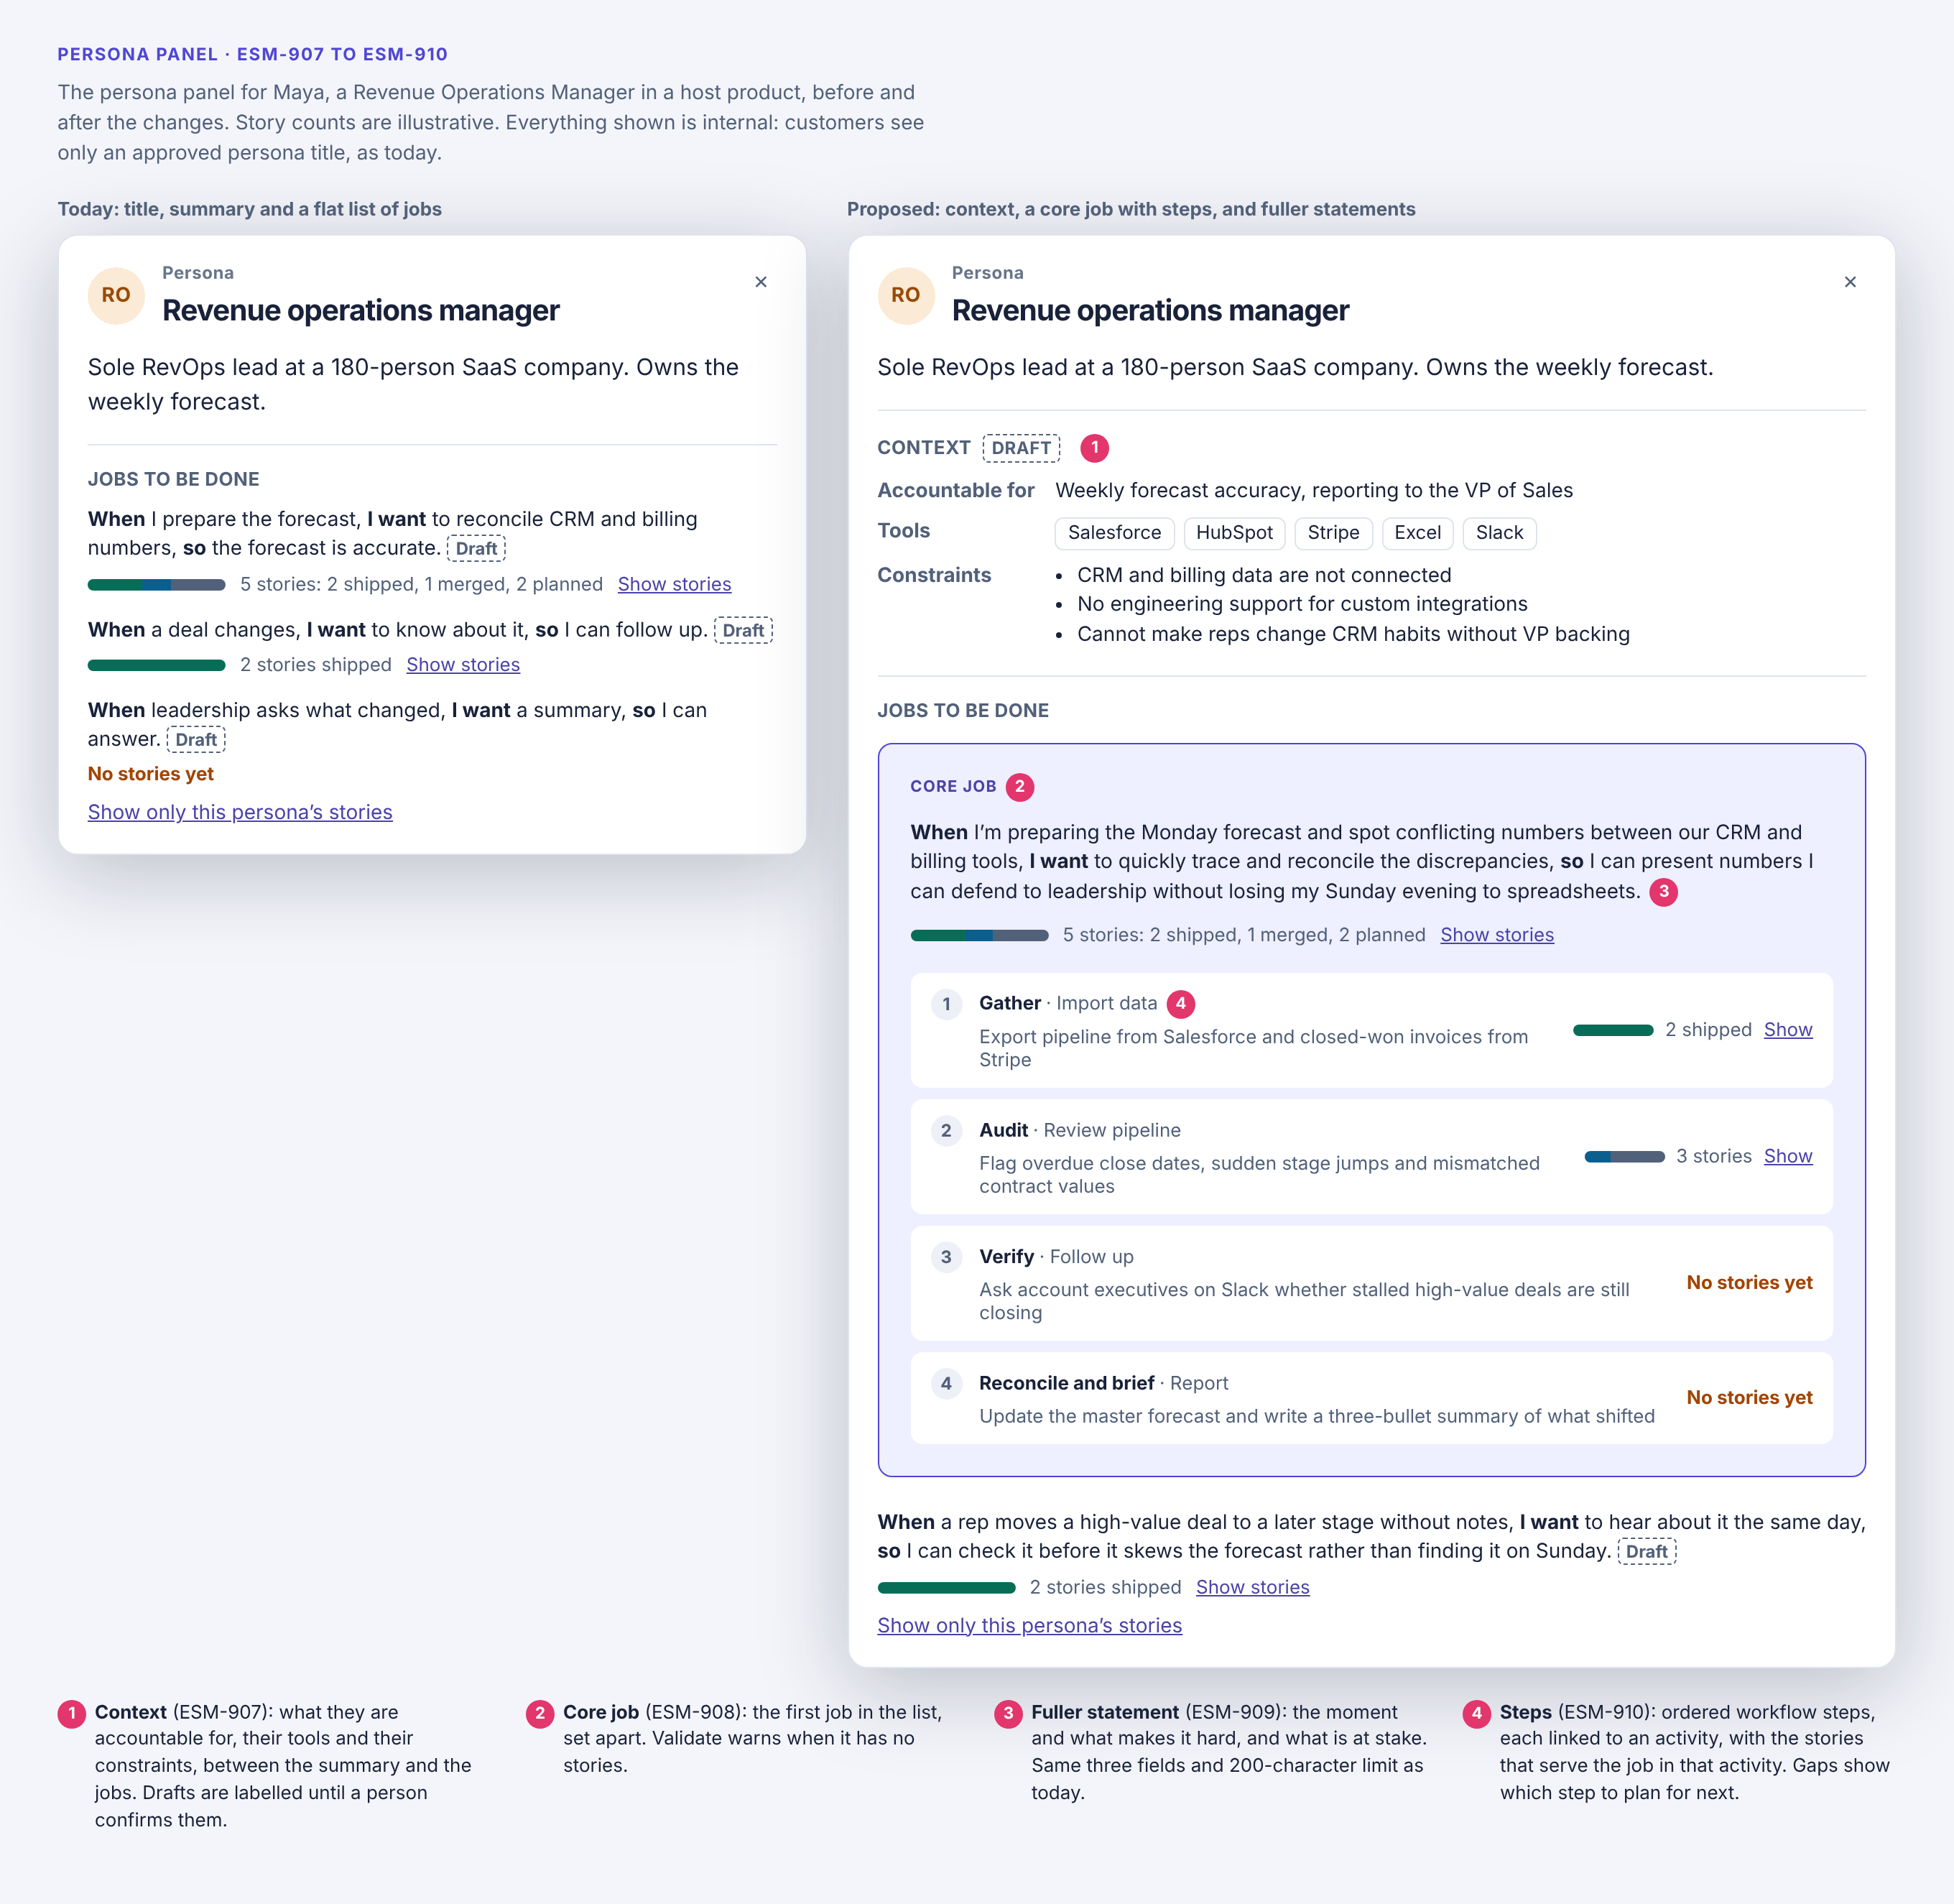 PERSONA PANEL · ESM-907 TO ESM-910
The persona panel for Maya, a Revenue Operations Manager in a host product, before and
after the changes. Story counts are illustrative. Everything shown is internal: customers see
only an approved persona title, as today.
Today: title, summary and a flat list of jobs
RO
Persona
Revenue operations manager
×
Sole RevOps lead at a 180-person SaaS company. Owns the
weekly forecast.
JOBS TO BE DONE
When I prepare the forecast, I want to reconcile CRM and billing
numbers, so the forecast is accurate. Draft
5 stories: 2 shipped, 1 merged, 2 planned Show stories
When a deal changes, I want to know about it, so I can follow up. Draft
2 stories shipped Show stories
When leadership asks what changed, I want a summary, so I can
answer. Draft
No stories yet
Show only this persona’s stories
Proposed: context, a core job with steps, and fuller statements
RO
Persona
Revenue operations manager
×
Sole RevOps lead at a 180-person SaaS company. Owns the weekly forecast.
CONTEXT DRAFT 1
Accountable for Weekly forecast accuracy, reporting to the VP of Sales
Tools Salesforce HubSpot Stripe Excel Slack
Constraints • CRM and billing data are not connected
• No engineering support for custom integrations
• Cannot make reps change CRM habits without VP backing
JOBS TO BE DONE
CORE JOB 2
When I’m preparing the Monday forecast and spot conflicting numbers between our CRM and
billing tools, I want to quickly trace and reconcile the discrepancies, so I can present numbers I
can defend to leadership without losing my Sunday evening to spreadsheets. 3
5 stories: 2 shipped, 1 merged, 2 planned Show stories
1 Gather · Import data 4
Export pipeline from Salesforce and closed-won invoices from
Stripe
2 shipped Show
2 Audit · Review pipeline
Flag overdue close dates, sudden stage jumps and mismatched
contract values
3 stories Show
3 Verify · Follow up
Ask account executives on Slack whether stalled high-value deals are still
closing
No stories yet
4 Reconcile and brief · Report
Update the master forecast and write a three-bullet summary of what shifted
No stories yet
When a rep moves a high-value deal to a later stage without notes, I want to hear about it the same day,
so I can check it before it skews the forecast rather than finding it on Sunday. Draft
2 stories shipped Show stories
Show only this persona’s stories
1 Context (ESM-907): what they are
accountable for, their tools and their
constraints, between the summary and the
jobs. Drafts are labelled until a person
confirms them.
2 Core job (ESM-908): the first job in the list,
set apart. Validate warns when it has no
stories.
3 Fuller statement (ESM-909): the moment
and what makes it hard, and what is at stake.
Same three fields and 200-character limit as
today.
4 Steps (ESM-910): ordered workflow steps,
each linked to an activity, with the stories
that serve the job in that activity. Gaps show
which step to plan for next.